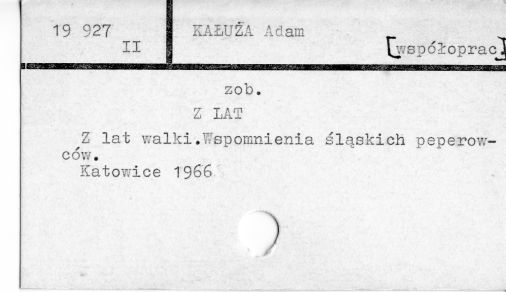 19 927 KAŁUŻA Adam
II [współoprac]
zob.
Z LAT
Z lat walki.Wspomnienia śląskich peperow-
ców.
Katowice 1966